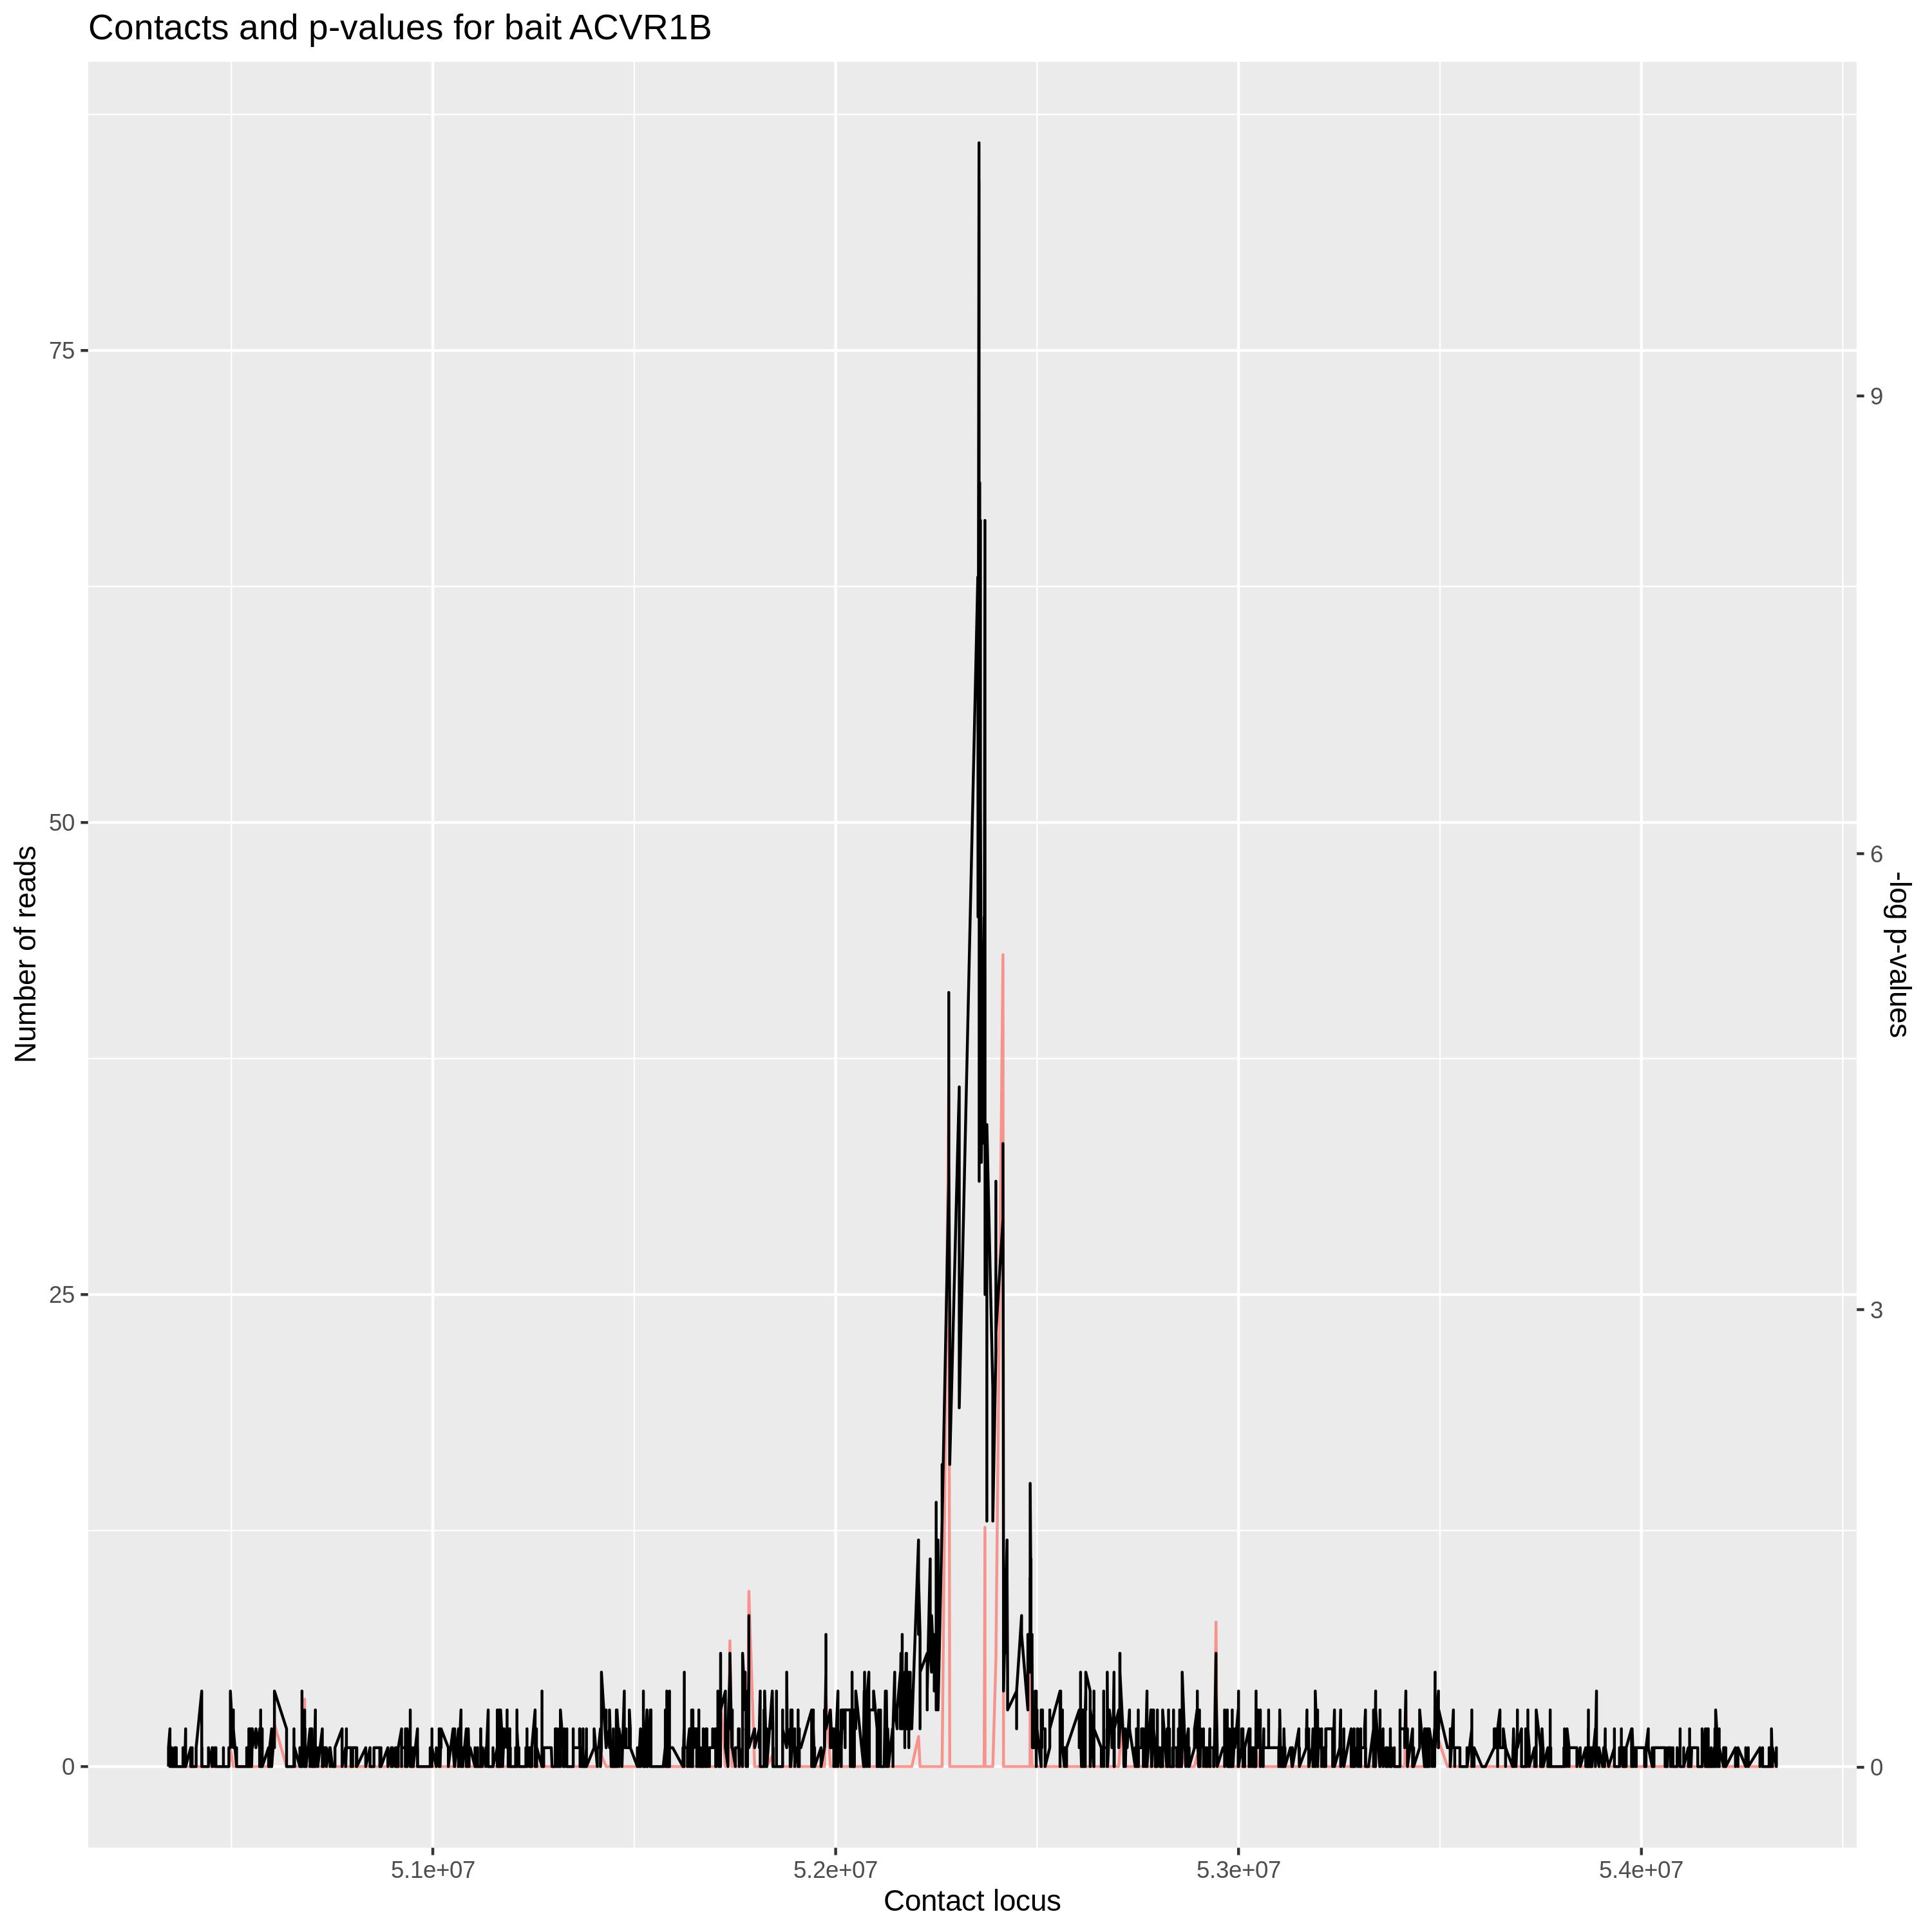 Contacts and p-values for bait ACVR1B
75
50
25
0
9
6
3
0
Number of reads
-log p-values
5.1e+07
5.2e+07
5.3e+07
5.4e+07
Contact locus